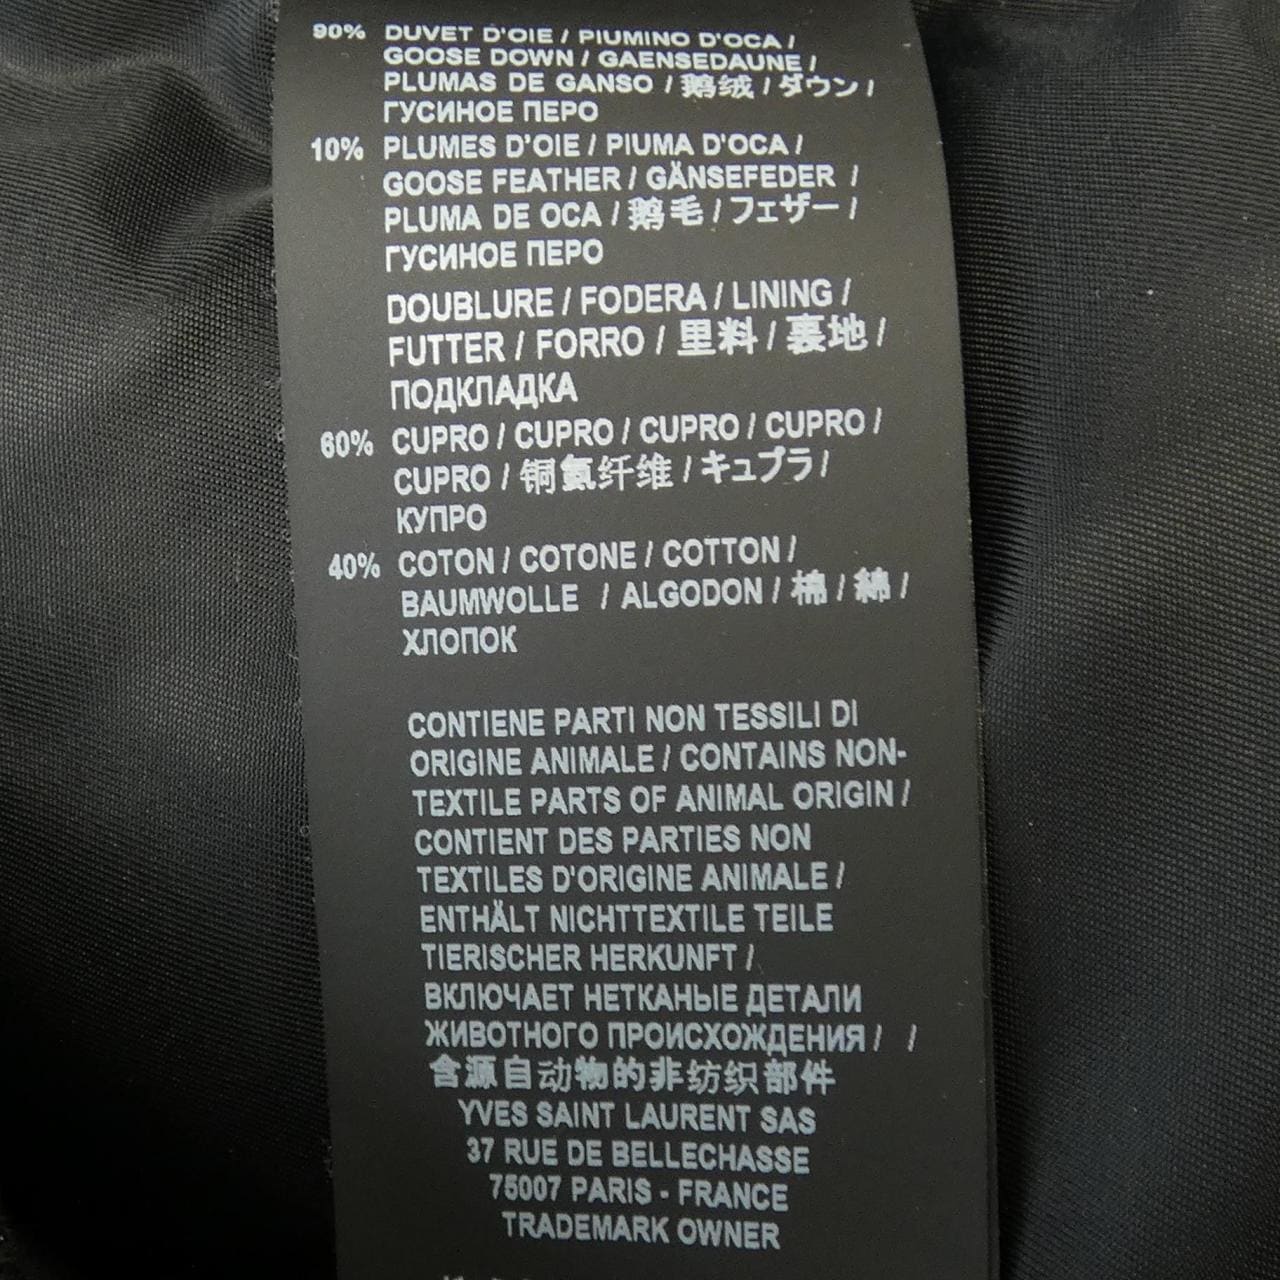 90% DUVET D'OIE / PIUMINO D'OCA /
GOOSE DOWN / GAENSEDAUNE /
PLUMAS DE GANSO / 鹅绒 / ダウン /
ГУСИНОЕ ПЕРО
10% PLUMES D'OIE / PIUMA D'OCA /
GOOSE FEATHER / GÄNSEFEDER /
PLUMA DE OCA / 鹅毛 / フェザー /
ГУСИНОЕ ПЕРО
DOUBLURE / FODERA / LINING /
FUTTER / FORRO / 里料 / 裏地 /
ПОДКЛАДКА
60% CUPRO / CUPRO / CUPRO / CUPRO /
CUPRO / 铜氨纤维 / キュプラ /
КУПРО
40% COTON / COTONE / COTTON /
BAUMWOLLE / ALGODON / 棉 / 綿 /
ХЛОПОК
CONTIENE PARTI NON TESSILI DI
ORIGINE ANIMALE / CONTAINS NON-
TEXTILE PARTS OF ANIMAL ORIGIN /
CONTIENT DES PARTIES NON
TEXTILES D'ORIGINE ANIMALE /
ENTHÄLT NICHTTEXTILE TEILE
TIERISCHER HERKUNFT /
ВКЛЮЧАЕТ НЕТКАНЫЕ ДЕТАЛИ
ЖИВОТНОГО ПРОИСХОЖДЕНИЯ / /
含源自动物的非纺织部件
YVES SAINT LAURENT SAS
37 RUE DE BELLECHASSE
75007 PARIS - FRANCE
TRADEMARK OWNER